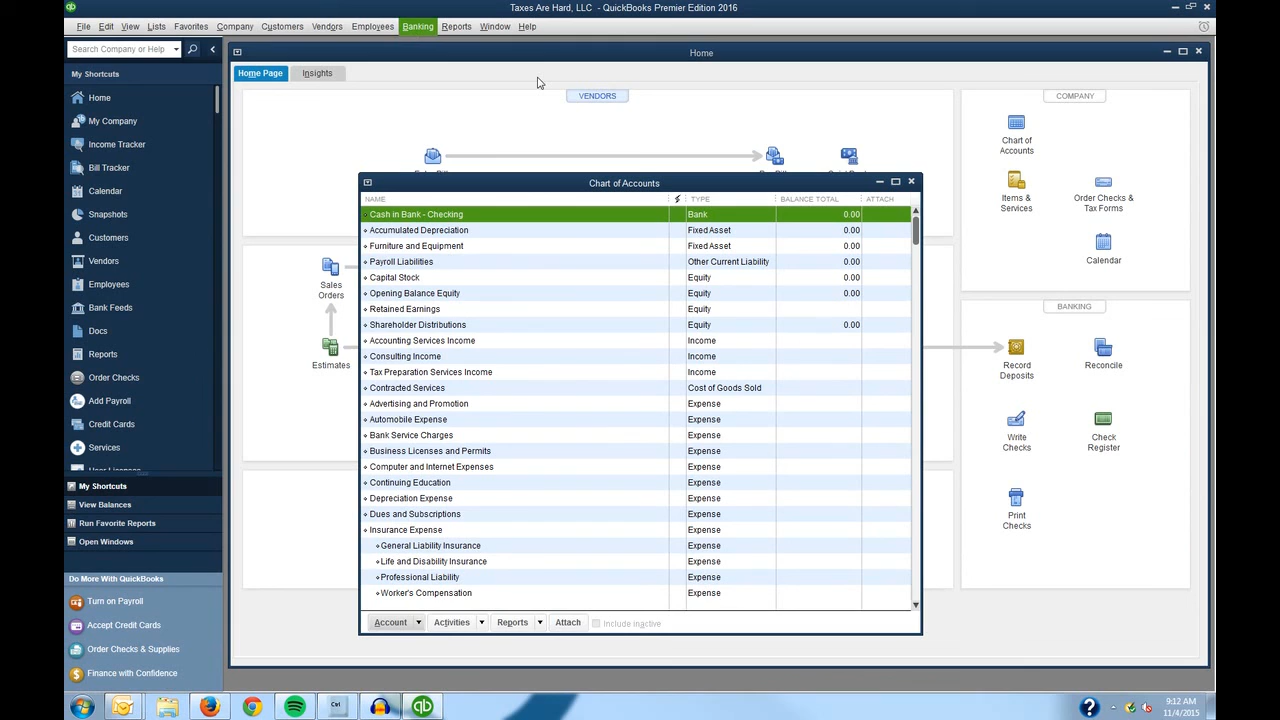 Taxes Are Hard, LLC - QuickBooks Premier Edition 2016
File Edit View Lists Favorites Company Customers Vendors Employees Banking Reports Window Help
Search Company or Help
My Shortcuts
Home
My Company
Income Tracker
Bill Tracker
Calendar
Snapshots
Customers
Vendors
Employees
Bank Feeds
Docs
Reports
Order Checks
Add Payroll
Credit Cards
Services
My Shortcuts
View Balances
Run Favorite Reports
Open Windows
Do More With QuickBooks
Turn on Payroll
Accept Credit Cards
Order Checks & Supplies
Finance with Confidence
Home
Home Page Insights
VENDORS
Sales
Orders
Estimates
Chart of Accounts
NAME TYPE BALANCE TOTAL ATTACH
Cash in Bank - Checking Bank 0.00
Accumulated Depreciation Fixed Asset 0.00
Furniture and Equipment Fixed Asset 0.00
Payroll Liabilities Other Current Liability 0.00
Capital Stock Equity 0.00
Opening Balance Equity Equity 0.00
Retained Earnings Equity
Shareholder Distributions Equity 0.00
Accounting Services Income Income
Consulting Income Income
Tax Preparation Services Income Income
Contracted Services Cost of Goods Sold
Advertising and Promotion Expense
Automobile Expense Expense
Bank Service Charges Expense
Business Licenses and Permits Expense
Computer and Internet Expenses Expense
Continuing Education Expense
Depreciation Expense Expense
Dues and Subscriptions Expense
Insurance Expense Expense
General Liability Insurance Expense
Life and Disability Insurance Expense
Professional Liability Expense
Worker's Compensation Expense
Account Activities Reports Attach Include inactive
COMPANY
Chart of
Accounts
Items &
Services
Order Checks &
Tax Forms
Calendar
BANKING
Record
Deposits
Reconcile
Write
Checks
Check
Register
Print
Checks
Ctrl
9:12 AM
11/4/2015